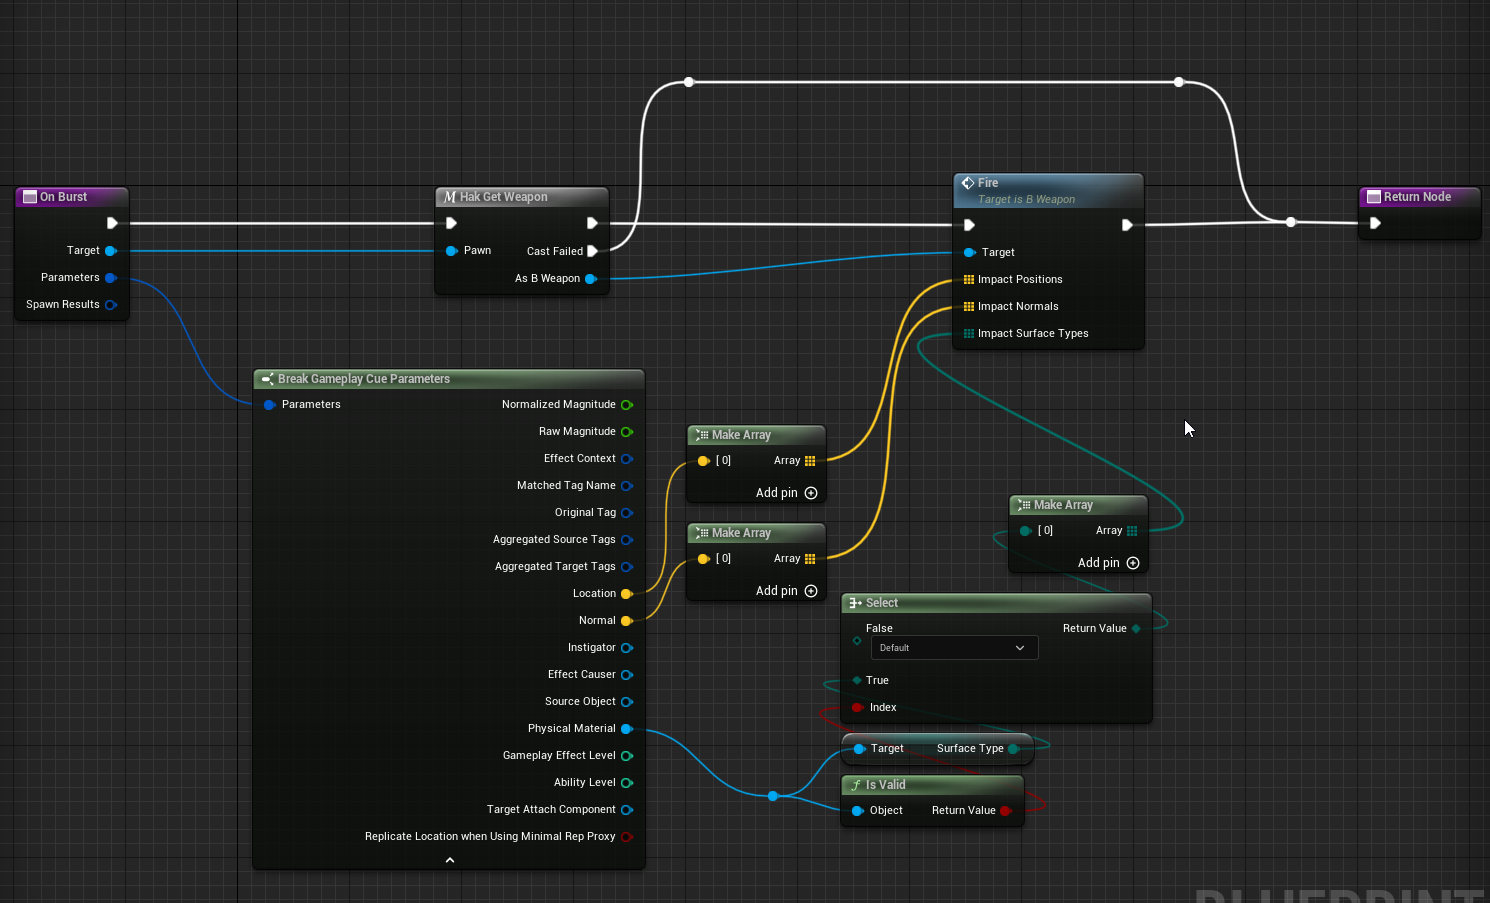 On Burst
Target
Parameters
Spawn Results
Hak Get Weapon
Pawn
Cast Failed
As B Weapon
Fire
Target is B Weapon
Target
Impact Positions
Impact Normals
Impact Surface Types
Return Node
Break Gameplay Cue Parameters
Parameters
Normalized Magnitude
Raw Magnitude
Effect Context
Matched Tag Name
Original Tag
Aggregated Source Tags
Aggregated Target Tags
Location
Normal
Instigator
Effect Causer
Source Object
Physical Material
Gameplay Effect Level
Ability Level
Target Attach Component
Replicate Location when Using Minimal Rep Proxy
Make Array
[ 0] Array
Add pin
Make Array
[ 0] Array
Add pin
Make Array
[ 0] Array
Add pin
Select
False
Return Value
Default
True
Index
Target Surface Type
f Is Valid
Object Return Value
BLUEPRINT